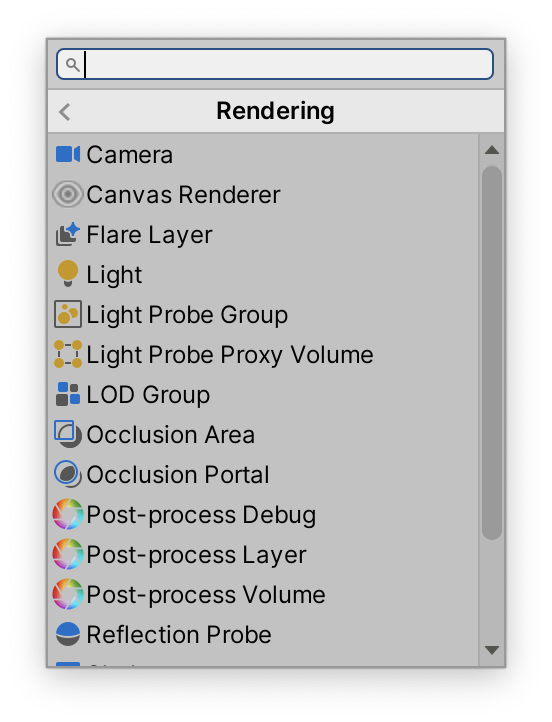 Rendering
Camera
Canvas Renderer
Flare Layer
Light
Light Probe Group
Light Probe Proxy Volume
LOD Group
Occlusion Area
Occlusion Portal
Post-process Debug
Post-process Layer
Post-process Volume
Reflection Probe